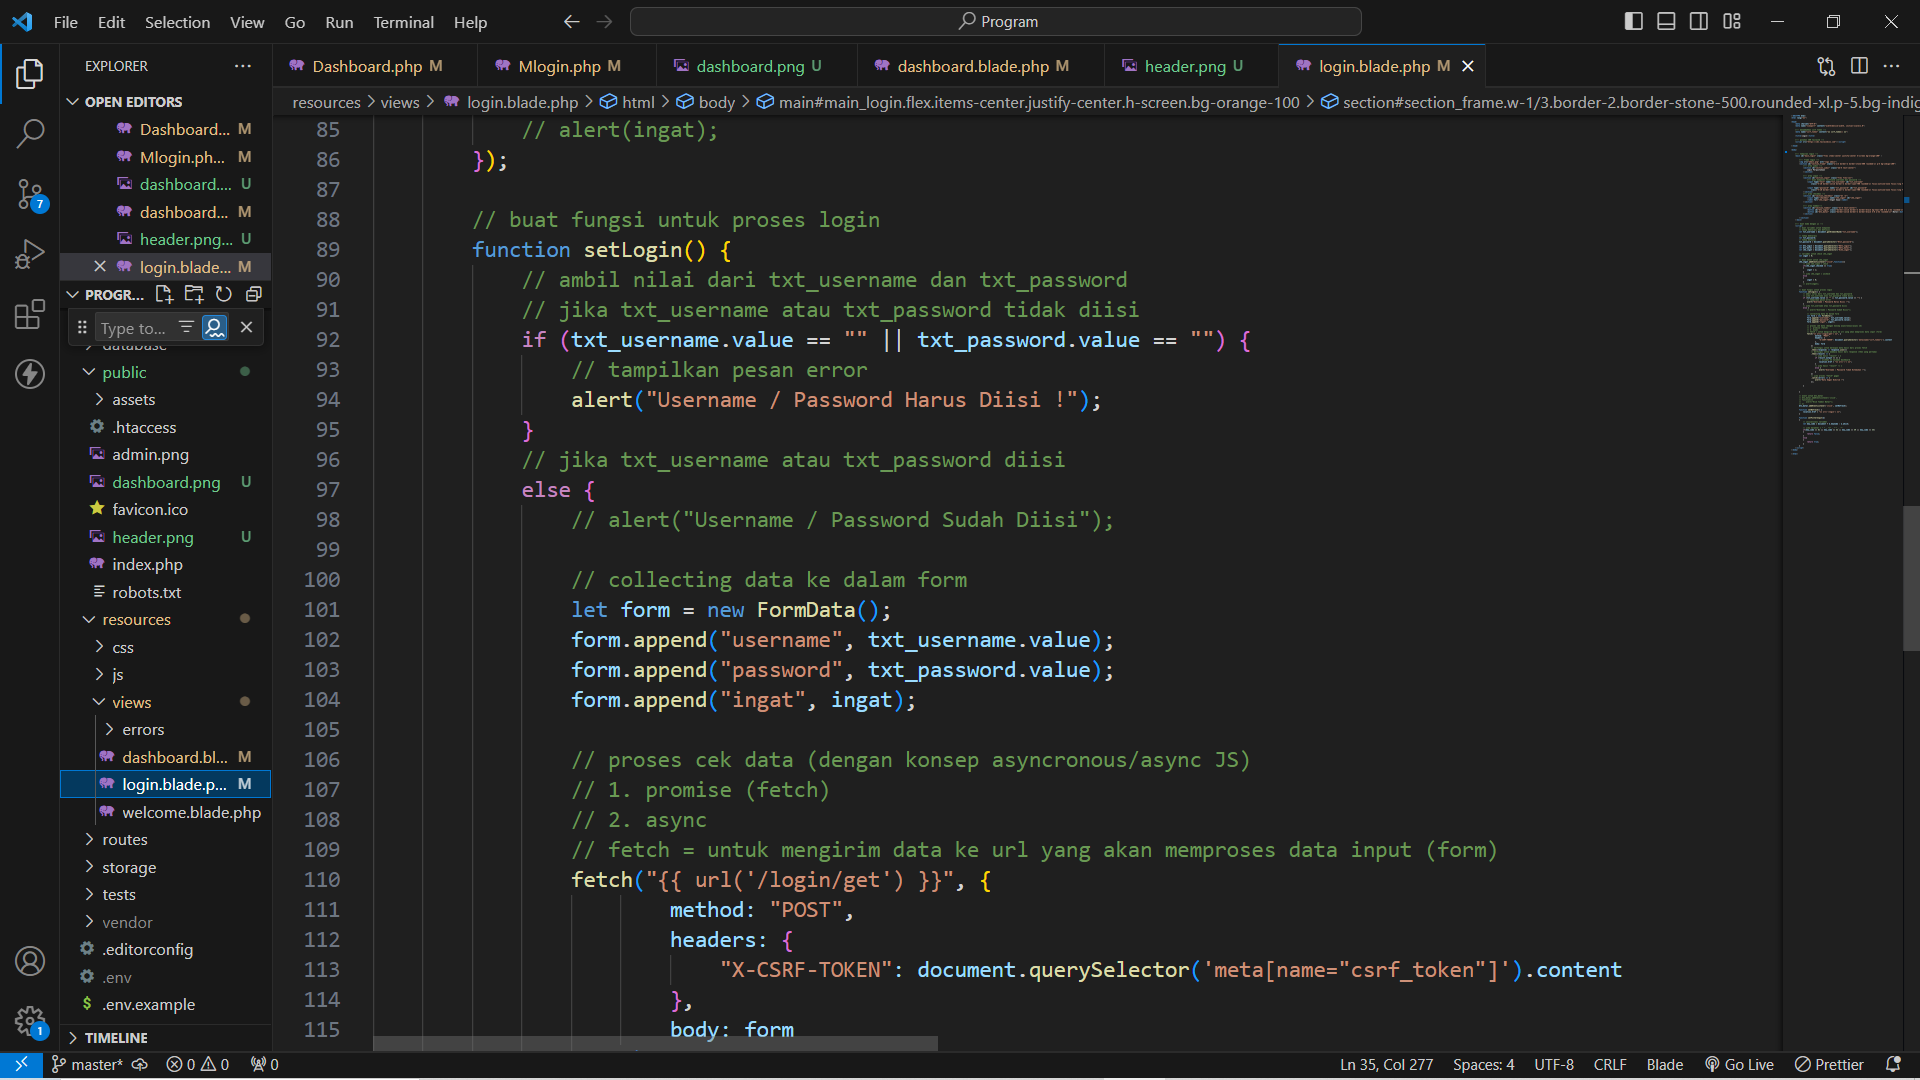 File Edit Selection View Go Run Terminal Help
Program
EXPLORER
Dashboard.php M
Mlogin.php M
dashboard.png U
dashboard.blade.php M
header.png U
login.blade.php M
resources > views > login.blade.php > html > body > main#main_login.flex.items-center.justify-center.h-screen.bg-orange-100 > section#section_frame.w-1/3.border-2.border-stone-500.rounded-xl.p-5.bg-indig
OPEN EDITORS
Dashboard... M
Mlogin.ph... M
dashboard.... U
dashboard... M
header.png... U
login.blade... M
PROGR...
Type to...
database
public
assets
.htaccess
admin.png
dashboard.png U
favicon.ico
header.png U
index.php
robots.txt
resources
css
js
views
errors
dashboard.bl... M
login.blade.p... M
welcome.blade.php
routes
storage
tests
vendor
.editorconfig
.env
.env.example
TIMELINE
7
1
85 // alert(ingat);
86 });
87
88 // buat fungsi untuk proses login
89 function setLogin() {
90 // ambil nilai dari txt_username dan txt_password
91 // jika txt_username atau txt_password tidak diisi
92 if (txt_username.value == "" || txt_password.value == "") {
93 // tampilkan pesan error
94 alert("Username / Password Harus Diisi !");
95 }
96 // jika txt_username atau txt_password diisi
97 else {
98 // alert("Username / Password Sudah Diisi");
99
100 // collecting data ke dalam form
101 let form = new FormData();
102 form.append("username", txt_username.value);
103 form.append("password", txt_password.value);
104 form.append("ingat", ingat);
105
106 // proses cek data (dengan konsep asyncronous/async JS)
107 // 1. promise (fetch)
108 // 2. async
109 // fetch = untuk mengirim data ke url yang akan memproses data input (form)
110 fetch("{{ url('/login/get') }}", {
111 method: "POST",
112 headers: {
113 "X-CSRF-TOKEN": document.querySelector('meta[name="csrf_token"]').content
114 },
115 body: form
master* 0 0 0
Ln 35, Col 277 Spaces: 4 UTF-8 CRLF Blade Go Live Prettier